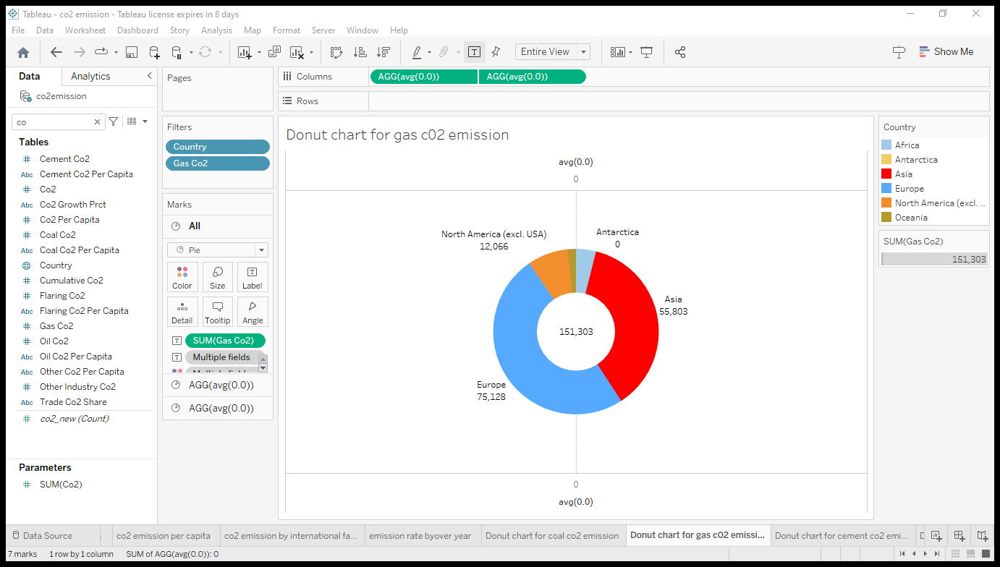 Tableau - co2 emission - Tableau license expires in 8 days
File Data Worksheet Dashboard Story Analysis Map Format Server Window Help
Entire View
Show Me
Data Analytics
co2emission
co
Tables
Cement Co2
Abc Cement Co2 Per Capita
Co2
Abc Co2 Growth Prct
Co2 Per Capita
Coal Co2
Abc Coal Co2 Per Capita
Country
Cumulative Co2
Flaring Co2
Abc Flaring Co2 Per Capita
Gas Co2
Oil Co2
Abc Oil Co2 Per Capita
Abc Other Co2 Per Capita
Other Industry Co2
Abc Trade Co2 Share
co2_new (Count)
Parameters
SUM(Co2)
Pages
Filters
Country
Gas Co2
Marks
All
Pie
Color Size Label
Detail Tooltip Angle
SUM(Gas Co2)
Multiple fields
AGG(avg(0.0))
AGG(avg(0.0))
Columns AGG(avg(0.0)) AGG(avg(0.0))
Rows
Donut chart for gas c02 emission
avg(0.0)
0
North America (excl. USA)
12,066
Antarctica
0
Asia
55,803
151,303
Europe
75,128
0
avg(0.0)
Country
Africa
Antarctica
Asia
Europe
North America (excl. ..
Oceania
SUM(Gas Co2)
151,303
Data Source co2 emission per capita co2 emission by international fa... emission rate byover year Donut chart for coal co2 emission Donut chart for gas c02 emissi... Donut chart for cement co2 emi...
7 marks 1 row by 1 column SUM of AGG(avg(0.0)): 0